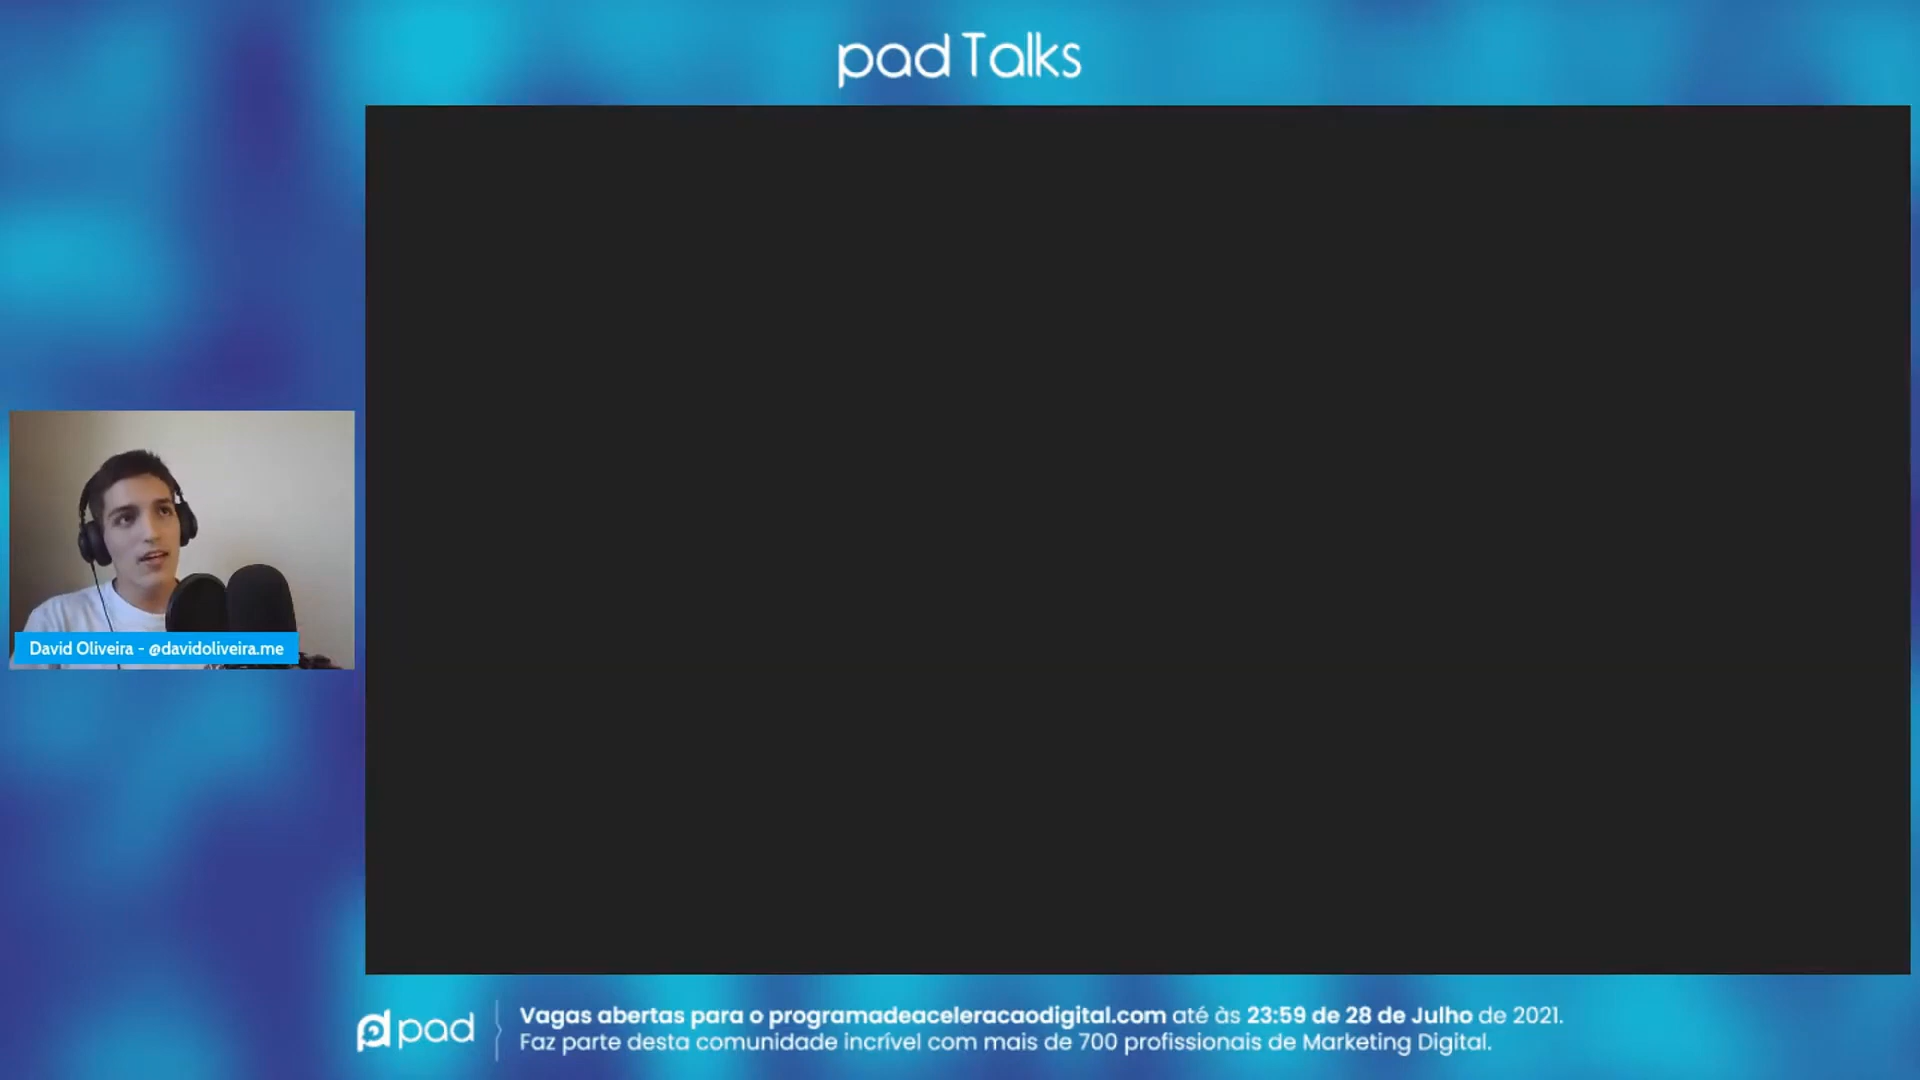 pad Talks
David Oliveira - @davidoliveira.me
pad
Vagas abertas para o programadeaceleracaodigital.com até às 23:59 de 28 de Julho de 2021.
Faz parte desta comunidade incrível com mais de 700 profissionais de Marketing Digital.